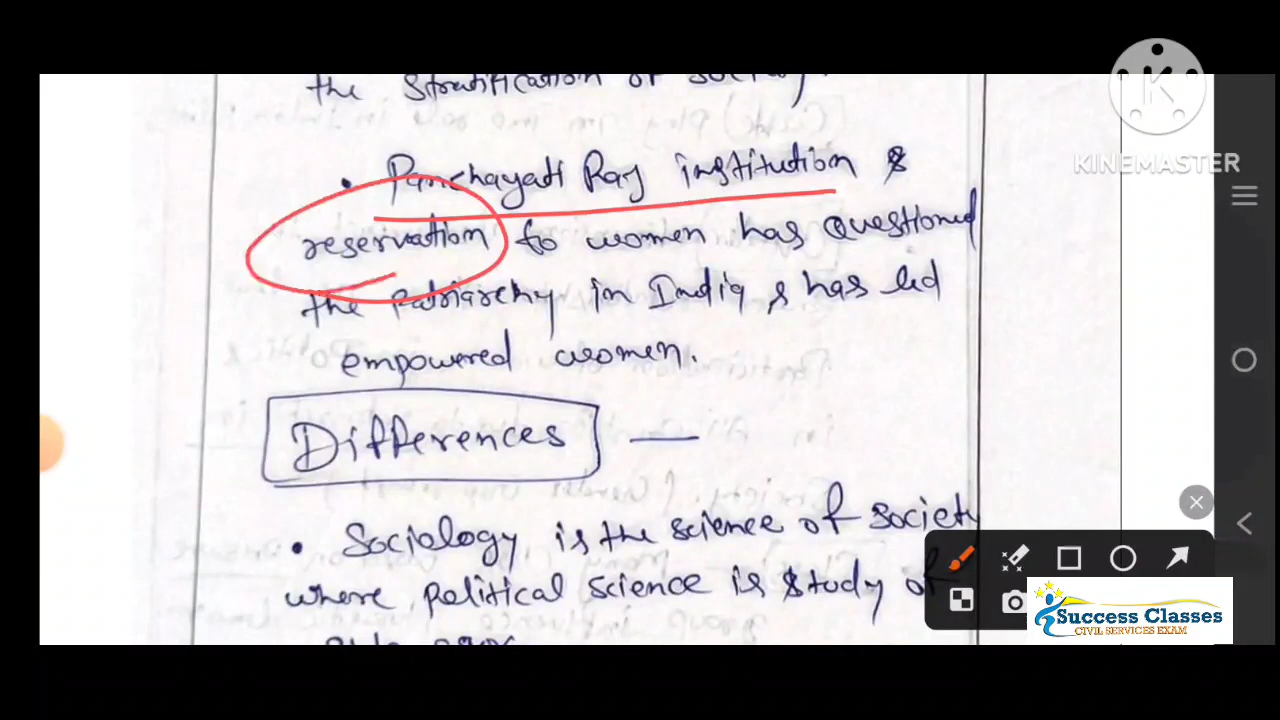 the stratification of society.
• Panchayati Raj institution &
reservation to women has questioned
the patriarchy in India & has led
empowered women.
Differences —
• Sociology is the science of society
where political science is study of
KINEMASTER
Success Classes
CIVIL SERVICES EXAM